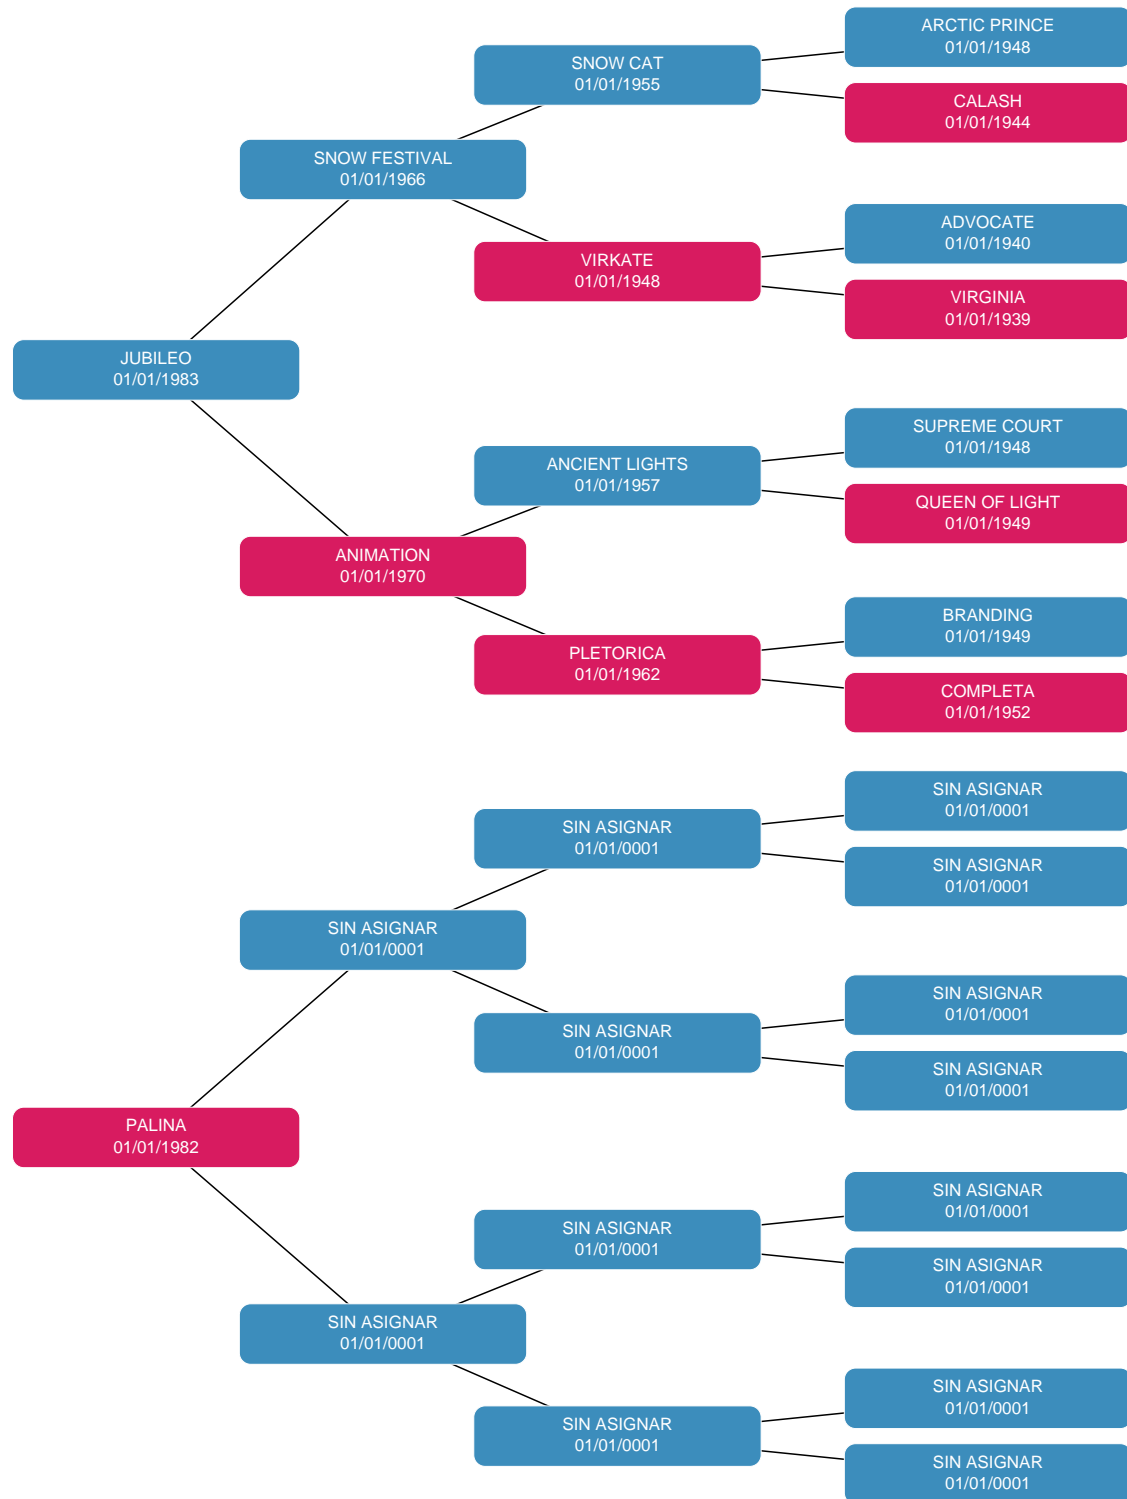 ARCTIC PRINCE
01/01/1948
SNOW CAT
01/01/1955
CALASH
01/01/1944
SNOW FESTIVAL
01/01/1966
ADVOCATE
01/01/1940
VIRKATE
01/01/1948
VIRGINIA
01/01/1939
JUBILEO
01/01/1983
SUPREME COURT
01/01/1948
ANCIENT LIGHTS
01/01/1957
QUEEN OF LIGHT
01/01/1949
ANIMATION
01/01/1970
BRANDING
01/01/1949
PLETORICA
01/01/1962
COMPLETA
01/01/1952
SIN ASIGNAR
01/01/0001
SIN ASIGNAR
01/01/0001
SIN ASIGNAR
01/01/0001
SIN ASIGNAR
01/01/0001
SIN ASIGNAR
01/01/0001
SIN ASIGNAR
01/01/0001
SIN ASIGNAR
01/01/0001
PALINA
01/01/1982
SIN ASIGNAR
01/01/0001
SIN ASIGNAR
01/01/0001
SIN ASIGNAR
01/01/0001
SIN ASIGNAR
01/01/0001
SIN ASIGNAR
01/01/0001
SIN ASIGNAR
01/01/0001
SIN ASIGNAR
01/01/0001